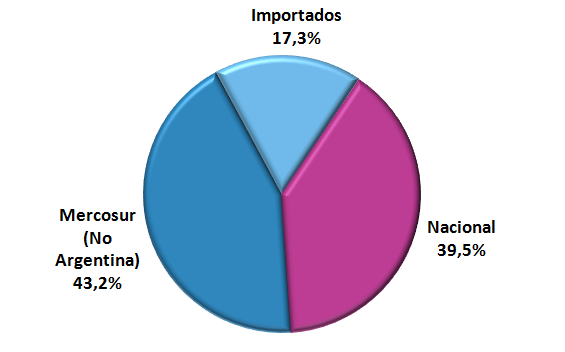 Importados
17,3%
Mercosur
(No
Argentina)
43,2%
Nacional
39,5%